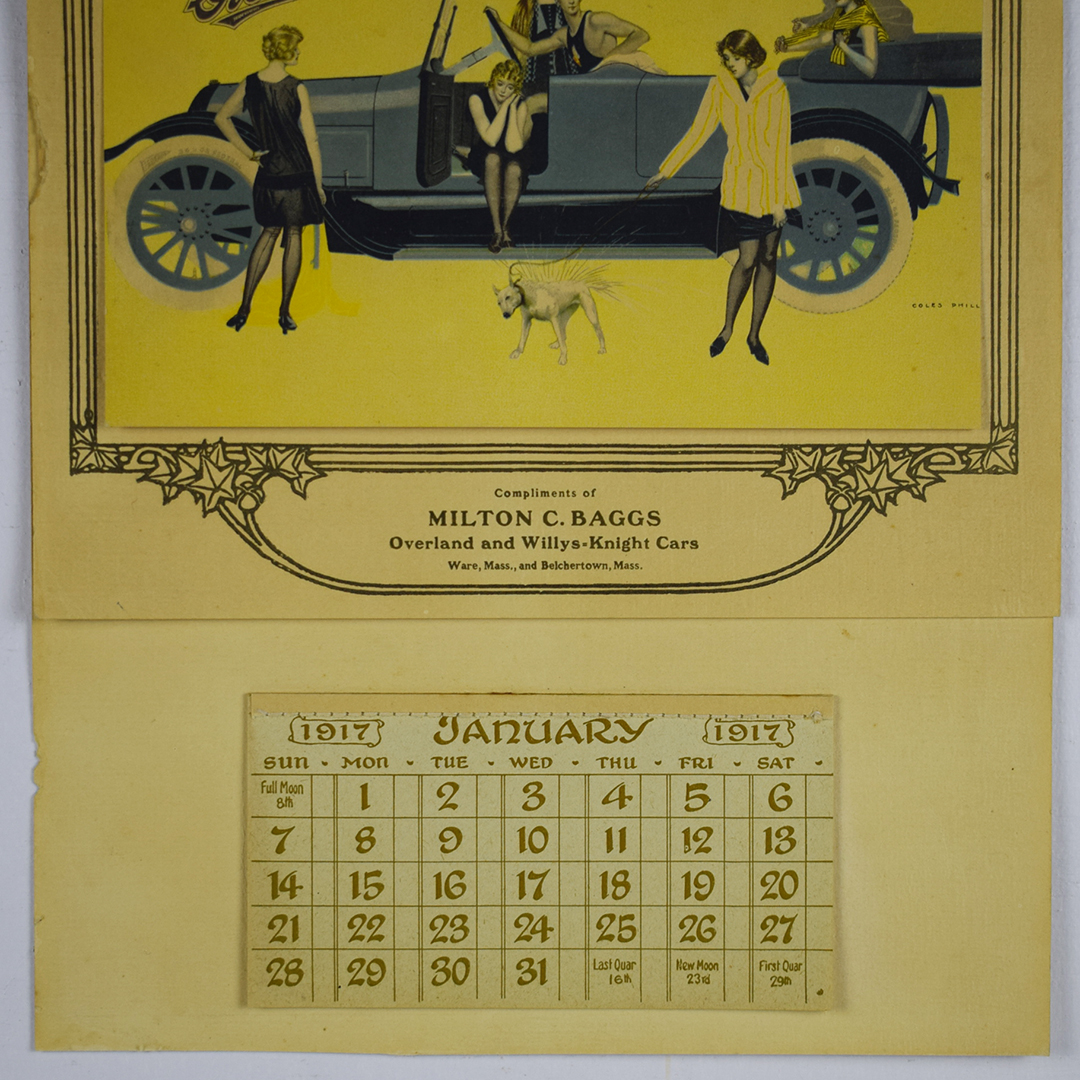 COLES PHILL
Compliments of
MILTON C. BAGGS
Overland and Willys-Knight Cars
Ware, Mass., and Belchertown, Mass.
1917 JANUARY 1917
SUN MON TUE WED THU FRI SAT
Full Moon 8th 1 2 3 4 5 6
7 8 9 10 11 12 13
14 15 16 17 18 19 20
21 22 23 24 25 26 27
28 29 30 31 Last Quar 16th New Moon 23rd First Quar 29th